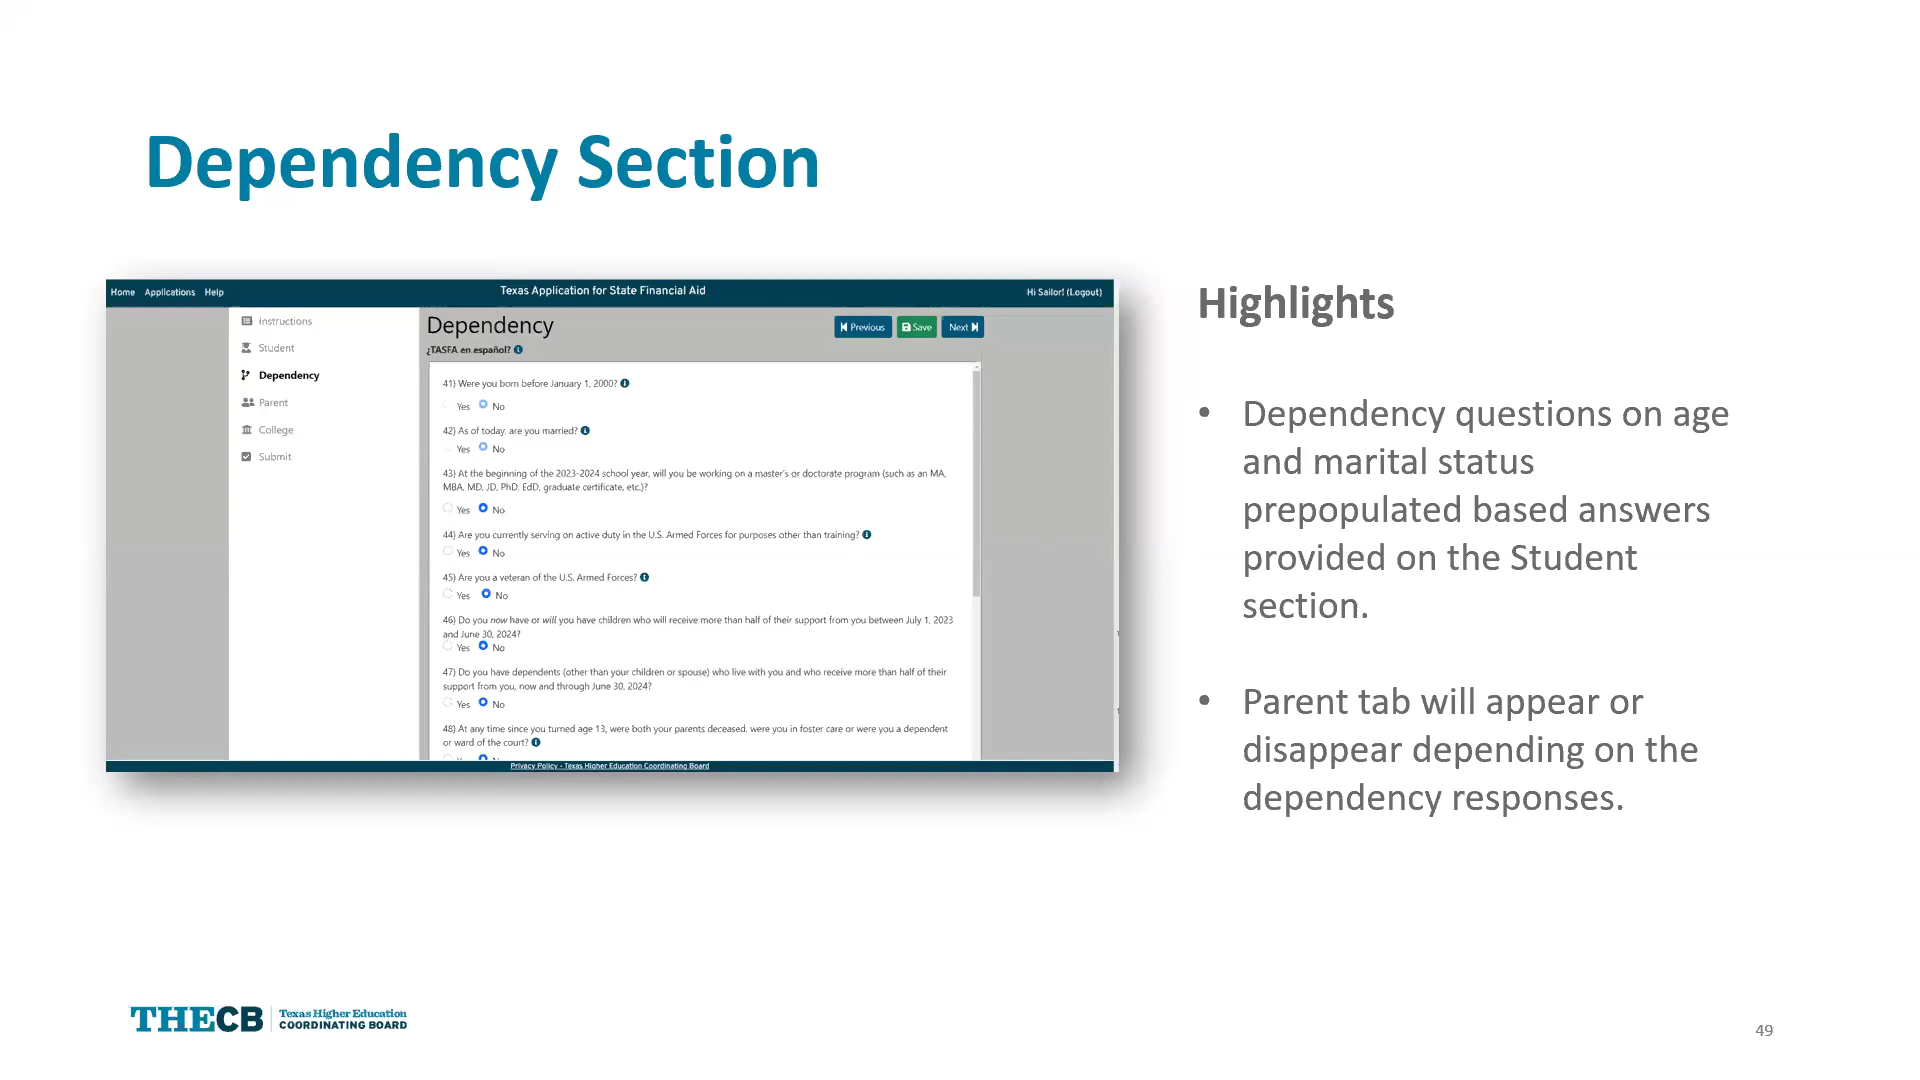 Dependency Section
Home Applications Help
Texas Application for State Financial Aid
Hi Sailor! (Logout)
Instructions
Student
Dependency
Parent
College
Submit
Dependency
Previous
Save
Next
¿TASFA en español?
41) Were you born before January 1, 2000?
Yes No
42) As of today, are you married?
Yes No
43) At the beginning of the 2023-2024 school year, will you be working on a master's or doctorate program (such as an MA,
MBA, MD, JD, PhD, EdD, graduate certificate, etc.)?
Yes No
44) Are you currently serving on active duty in the U.S. Armed Forces for purposes other than training?
Yes No
45) Are you a veteran of the U.S. Armed Forces?
Yes No
46) Do you now have or will you have children who will receive more than half of their support from you between July 1, 2023
and June 30, 2024?
Yes No
47) Do you have dependents (other than your children or spouse) who live with you and who receive more than half of their
support from you, now and through June 30, 2024?
Yes No
48) At any time since you turned age 13, were both your parents deceased, were you in foster care or were you a dependent
or ward of the court?
Privacy Policy - Texas Higher Education Coordinating Board
Highlights
• Dependency questions on age
and marital status
prepopulated based answers
provided on the Student
section.
• Parent tab will appear or
disappear depending on the
dependency responses.
THECB
Texas Higher Education
COORDINATING BOARD
49